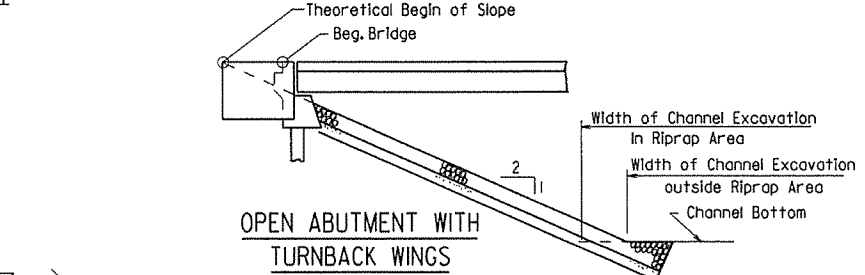 Theoretical Begin of Slope
Beg. Bridge
Width of Channel Excavation
In Riprap Area
2
1
Width of Channel Excavation
outside Riprap Area
Channel Bottom
OPEN ABUTMENT WITH
TURNBACK WINGS